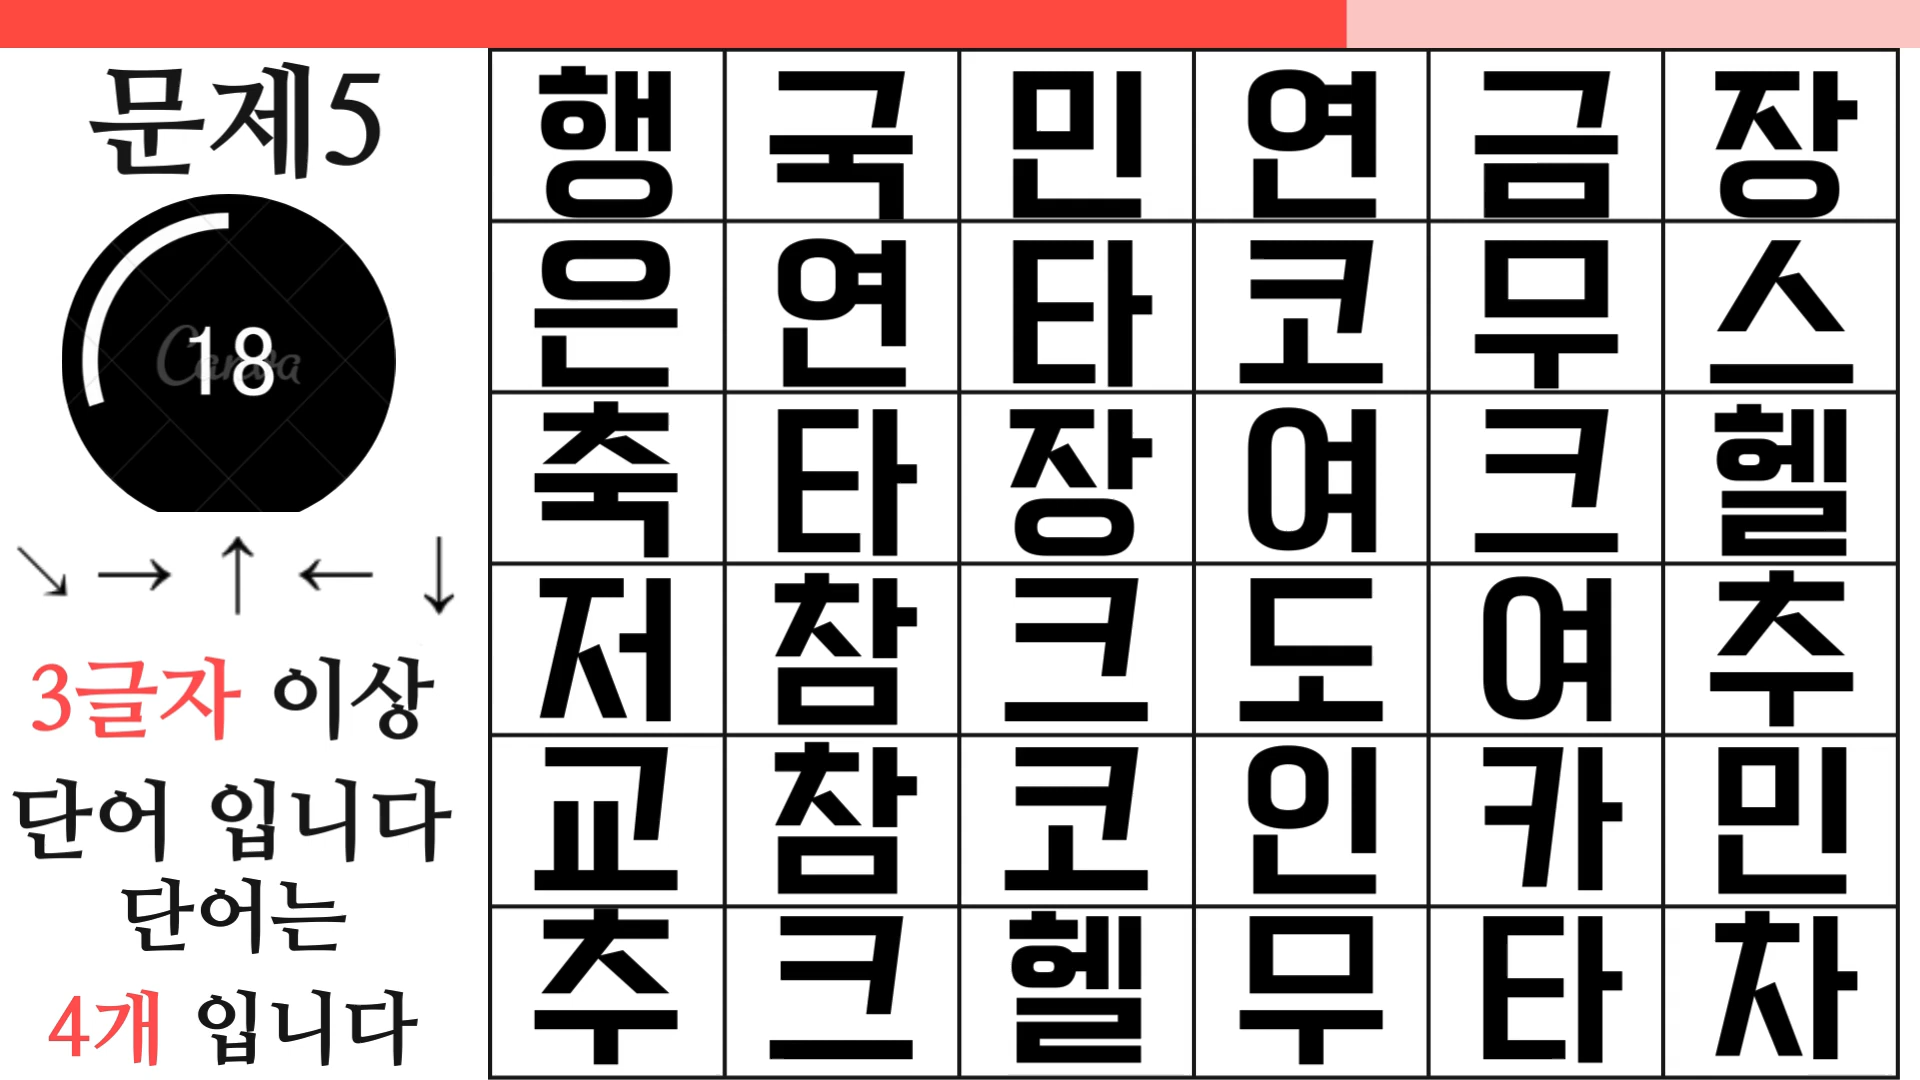 문제5
Canva
18
↘ → ↑ ← ↓
3글자 이상
단어 입니다
단어는
4개 입니다
행 국 민 연 금 장
은 연 타 코 무 스
축 타 장 여 크 헬
저 참 크 도 여 추
교 참 코 인 카 민
추 크 헬 무 타 차